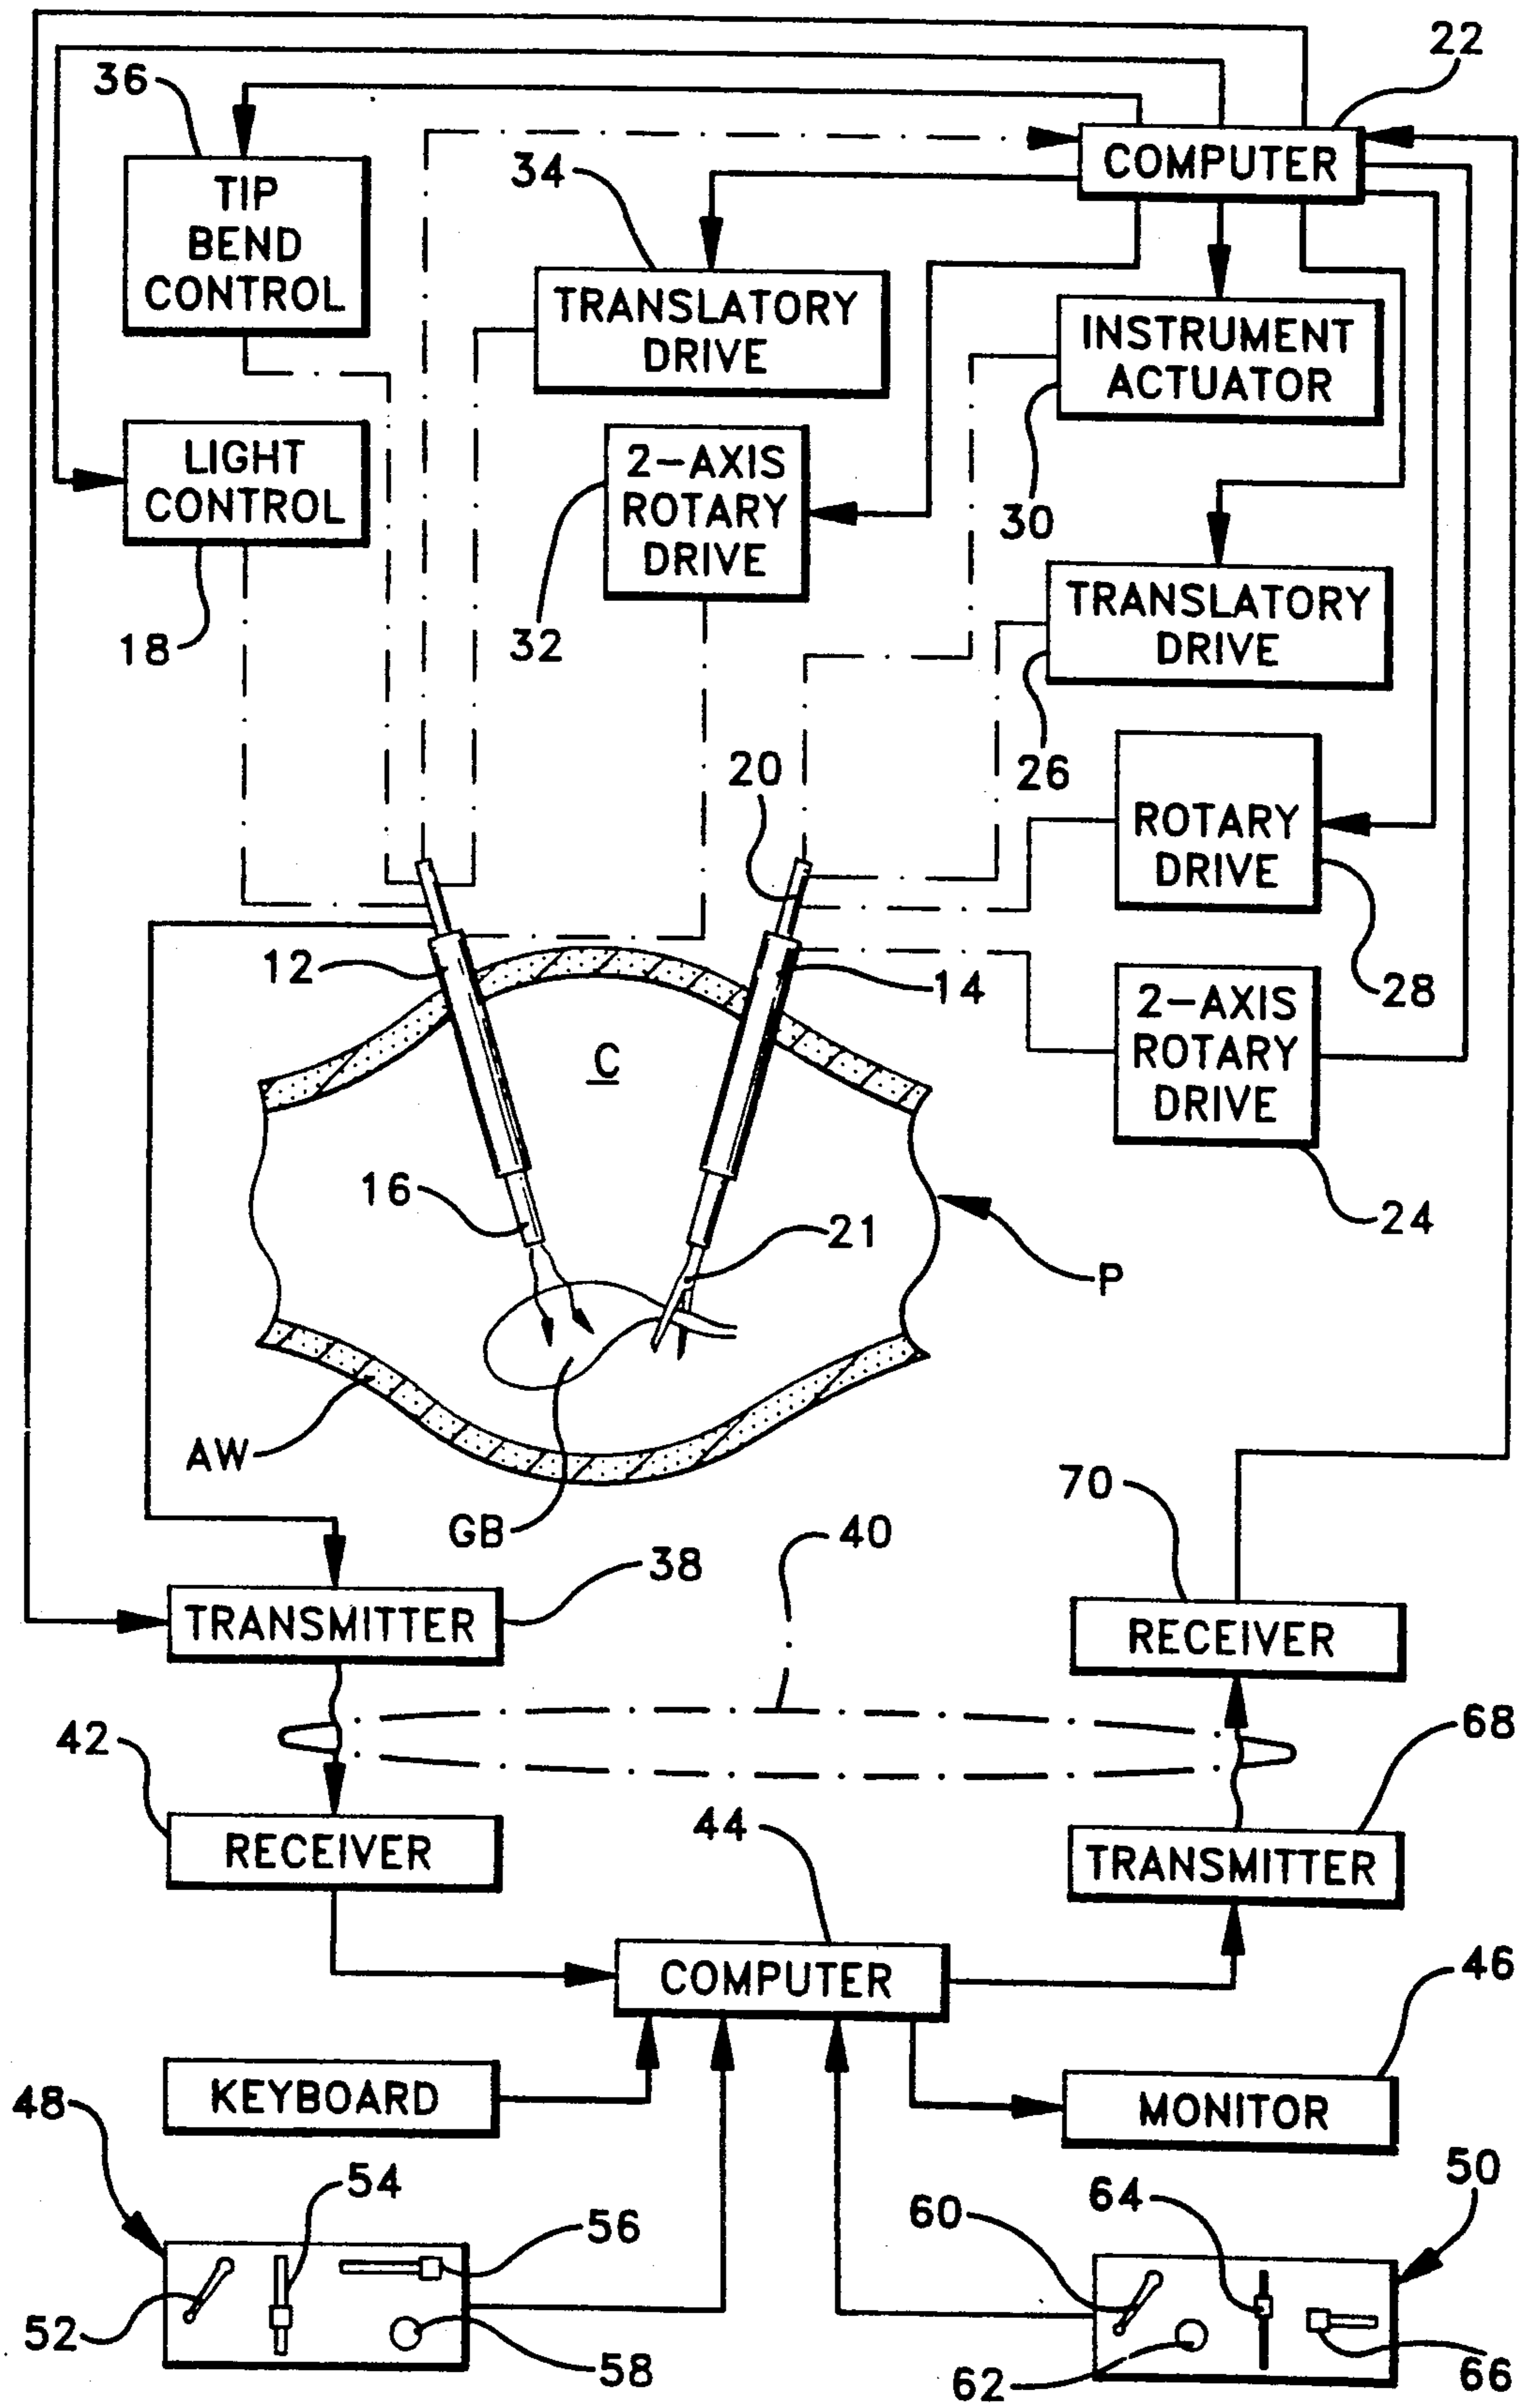 22
36
COMPUTER
34
TIP
BEND
CONTROL
TRANSLATORY
DRIVE
INSTRUMENT
ACTUATOR
LIGHT
CONTROL
2-AXIS
ROTARY
DRIVE
30
32
18
TRANSLATORY
DRIVE
26
20
ROTARY
DRIVE
12
14
28
2-AXIS
ROTARY
DRIVE
C
16
21
24
P
AW
GB
70
40
38
TRANSMITTER
RECEIVER
42
68
44
RECEIVER
TRANSMITTER
COMPUTER
46
KEYBOARD
MONITOR
48
54
50
64
60
56
52
58
62
66